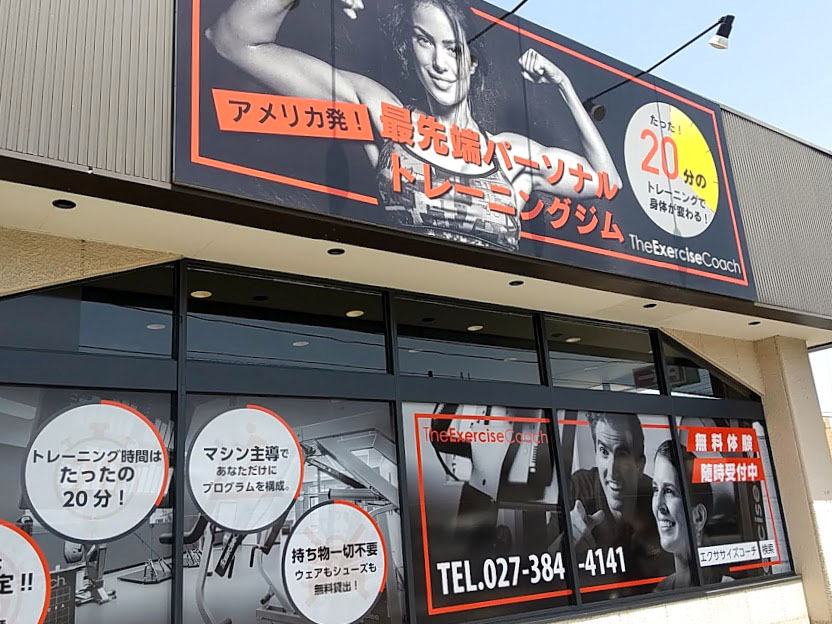 アメリカ発！
最先端パーソナル
トレーニングジム
たった！
20分の
トレーニングで
身体が変わる！
TheExerciseCoach
トレーニング時間は
たったの
20分！
マシン主導で
あなただけに
プログラムを構成。
持ち物一切不要
ウェアもシューズも
無料貸出！
定!!
TheExerciseCoach
TEL.027-384-4141
無料体験
随時受付中
エクササイズコーチ 検索